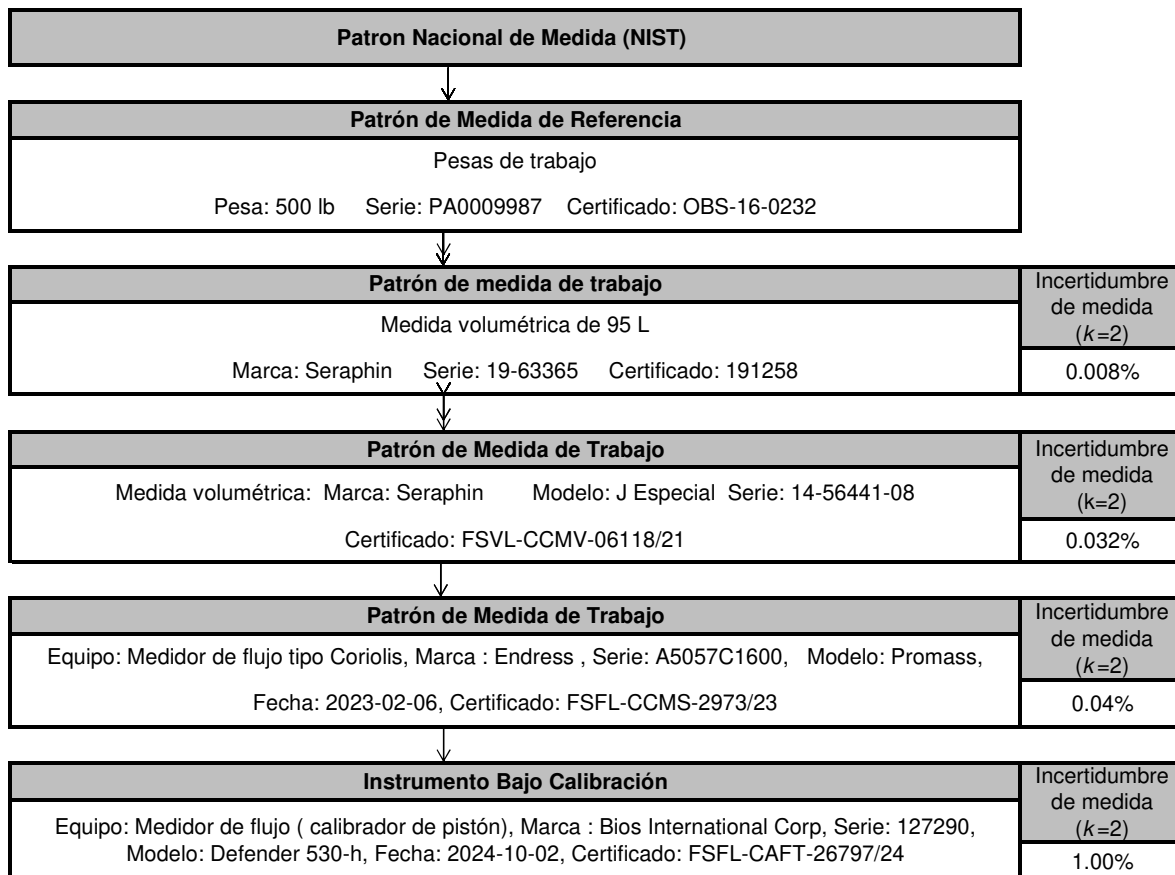 Patron Nacional de Medida (NIST)
Patrón de Medida de Referencia
Pesas de trabajo
Pesa: 500 lb Serie: PA0009987 Certificado: OBS-16-0232
Patrón de medida de trabajo
Medida volumétrica de 95 L
Marca: Seraphin Serie: 19-63365 Certificado: 191258
Incertidumbre
de medida
(k=2)
0.008%
Patrón de Medida de Trabajo
Medida volumétrica: Marca: Seraphin Modelo: J Especial Serie: 14-56441-08
Certificado: FSVL-CCMV-06118/21
Incertidumbre
de medida
(k=2)
0.032%
Patrón de Medida de Trabajo
Equipo: Medidor de flujo tipo Coriolis, Marca : Endress , Serie: A5057C1600, Modelo: Promass,
Fecha: 2023-02-06, Certificado: FSFL-CCMS-2973/23
Incertidumbre
de medida
(k=2)
0.04%
Instrumento Bajo Calibración
Equipo: Medidor de flujo ( calibrador de pistón), Marca : Bios International Corp, Serie: 127290,
Modelo: Defender 530-h, Fecha: 2024-10-02, Certificado: FSFL-CAFT-26797/24
Incertidumbre
de medida
(k=2)
1.00%